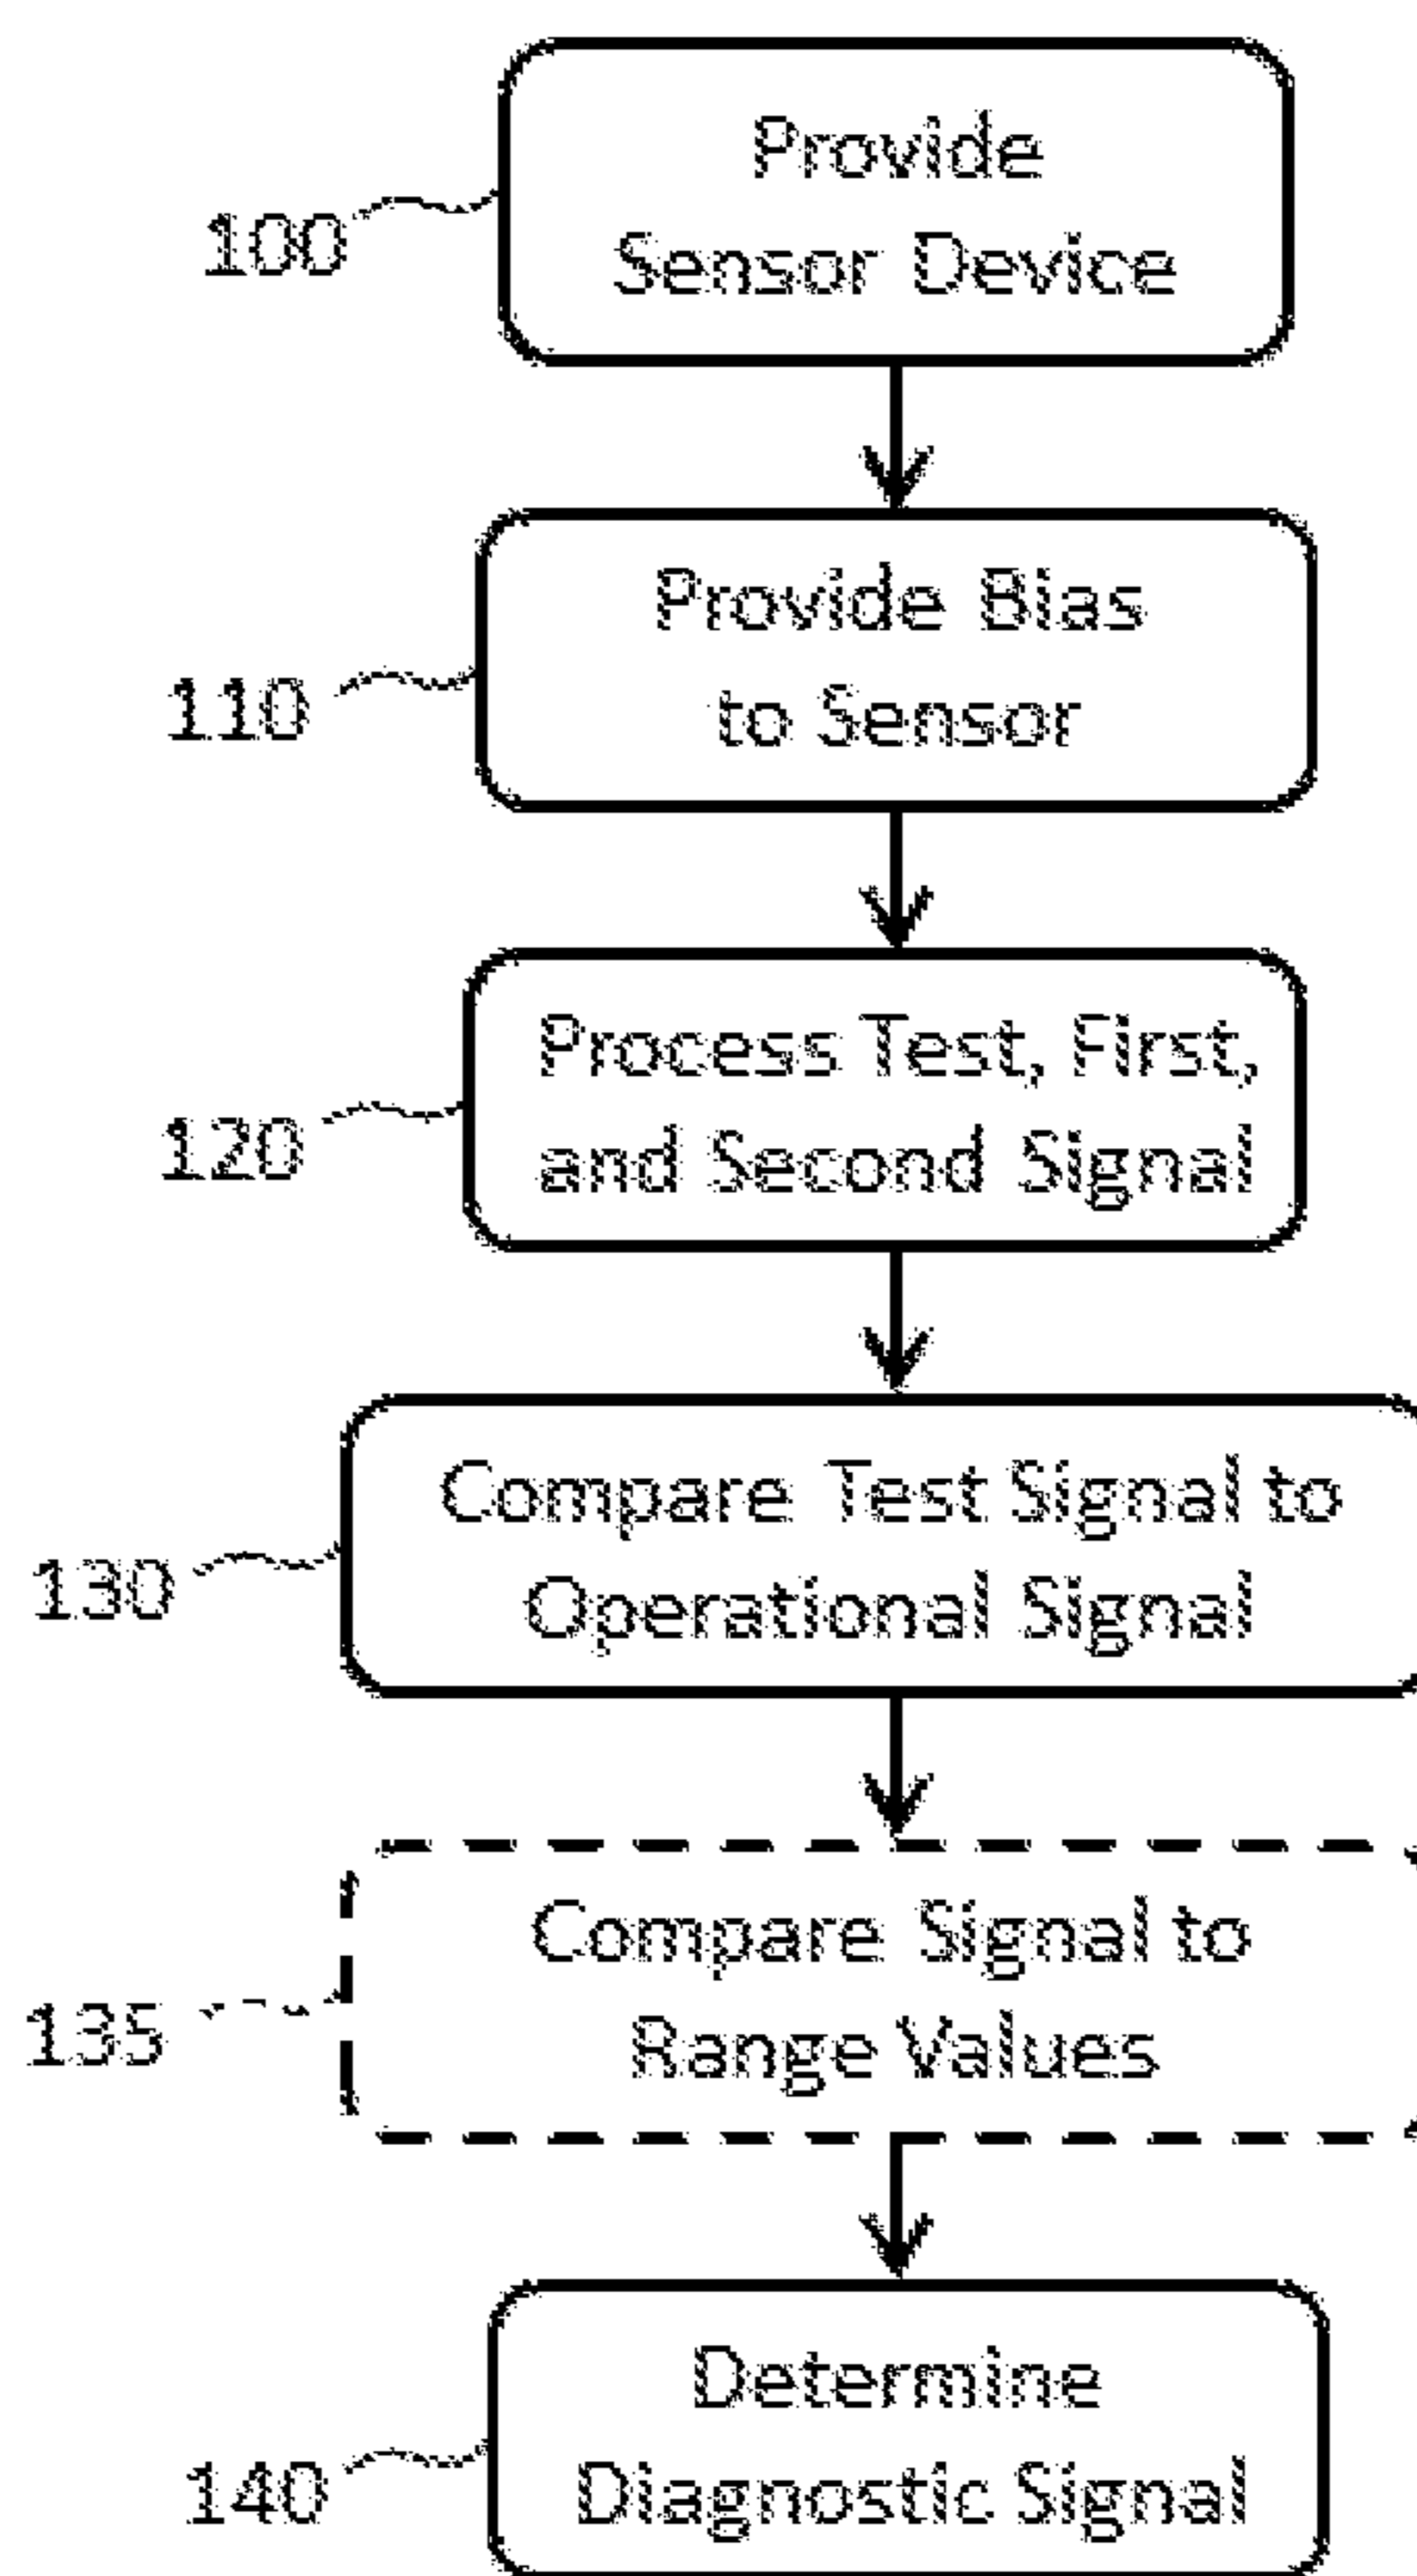 Provide
Sensor Device
100
Provide Bias
to Sensor
110
Process Test, First,
and Second Signal
120
Compare Test Signal to
Operational Signal
130
Compare Signal to
Range Values
135
Determine
Diagnostic Signal
140